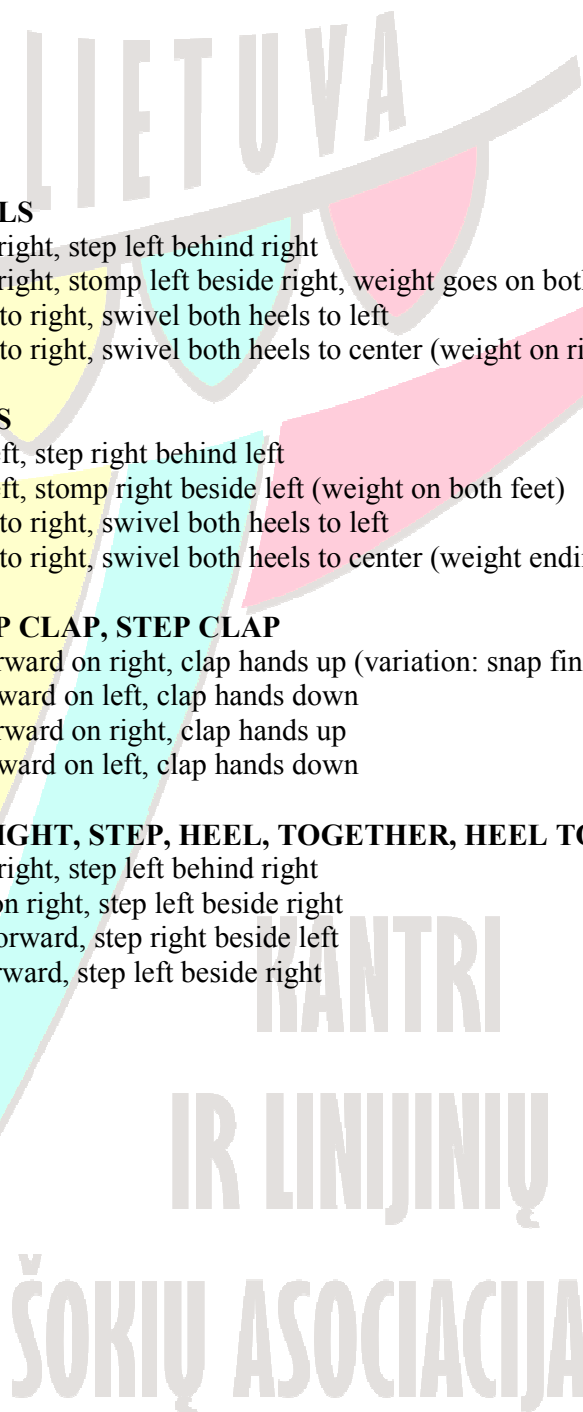 LIETUVA
LS
right, step left behind right
right, stomp left beside right, weight goes on both
to right, swivel both heels to left
to right, swivel both heels to center (weight on ri
S
ft, step right behind left
ft, stomp right beside left (weight on both feet)
to right, swivel both heels to left
to right, swivel both heels to center (weight endin
P CLAP, STEP CLAP
rward on right, clap hands up (variation: snap fin
ward on left, clap hands down
rward on right, clap hands up
ward on left, clap hands down
IGHT, STEP, HEEL, TOGETHER, HEEL TO
right, step left behind right
on right, step left beside right
orward, step right beside left
rward, step left beside right
KANTRI
IR LINIJINIŲ
ŠOKIŲ ASOCIACIJA